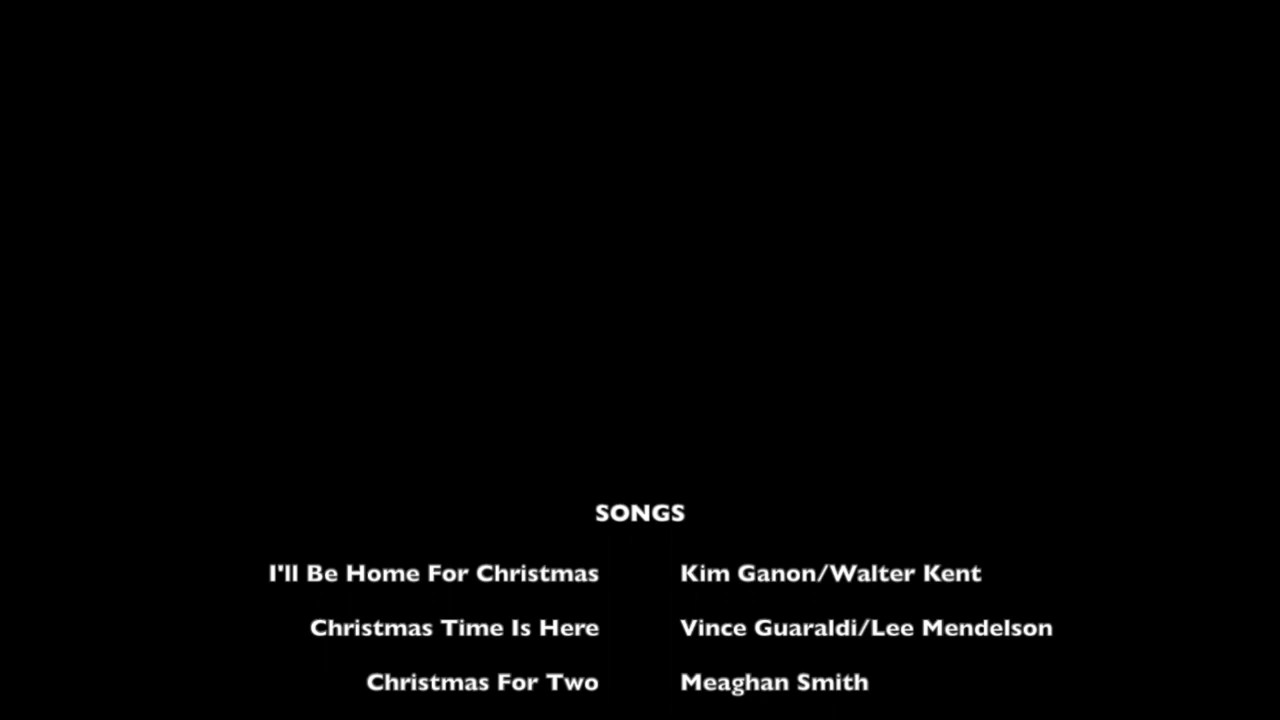 SONGS
I'll Be Home For Christmas Kim Ganon/Walter Kent
Christmas Time Is Here Vince Guaraldi/Lee Mendelson
Christmas For Two Meaghan Smith